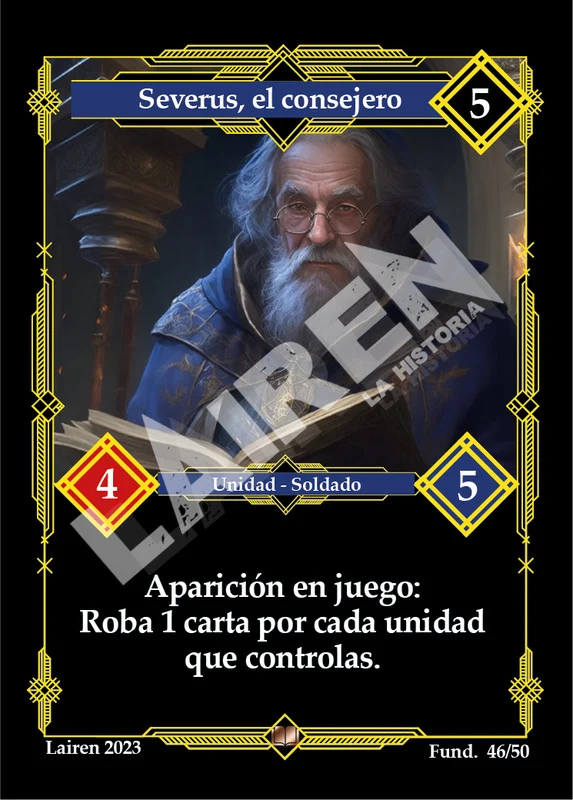 Severus, el consejero
5
LAIREN
LA HISTORIA
4
Unidad - Soldado
5
Aparición en juego:
Roba 1 carta por cada unidad
que controlas.
Lairen 2023
Fund. 46/50